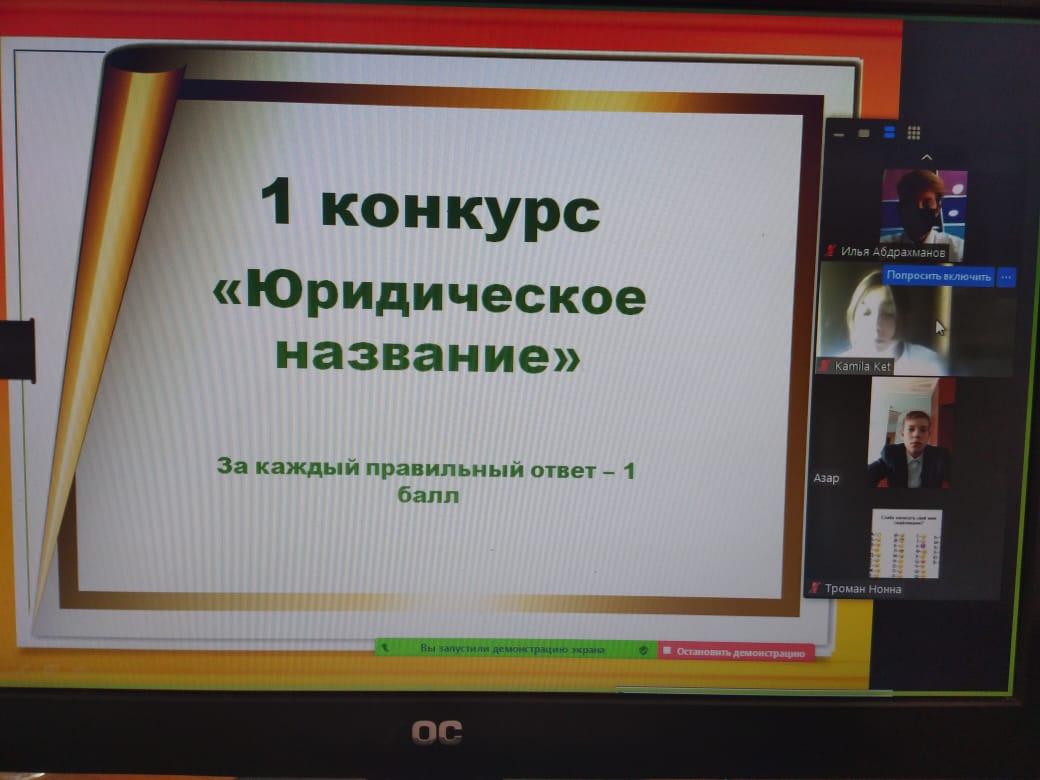 1 конкурс
«Юридическое
название»
За каждый правильный ответ – 1
балл
Илья Абдрахманов
Попросить включить ...
Kamila Ket
Азар
Троман Нонна
Вы запустили демонстрацию экрана
Остановить демонстрацию
OC